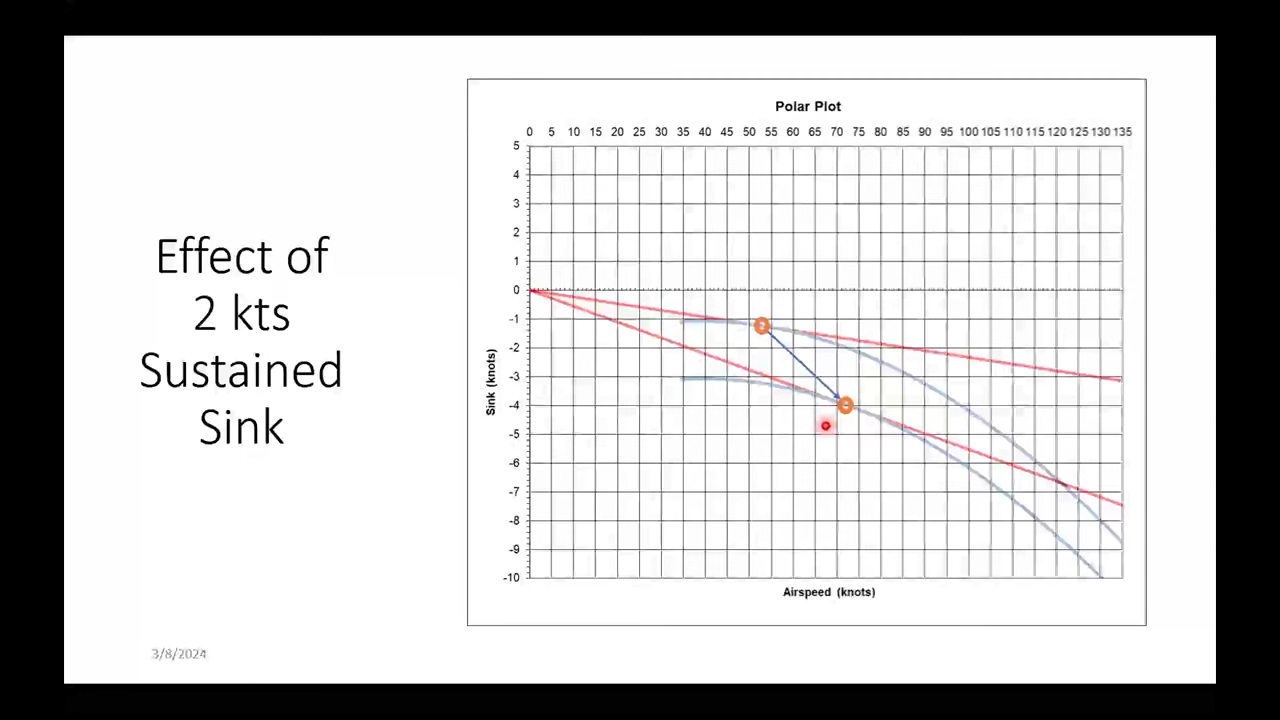 Effect of
2 kts
Sustained
Sink
Polar Plot
0 5 10 15 20 25 30 35 40 45 50 55 60 65 70 75 80 85 90 95 100 105 110 115 120 125 130 135
5
4
3
2
1
0
-1
-2
-3
-4
-5
-6
-7
-8
-9
-10
Sink (knots)
Airspeed (knots)
3/8/2024